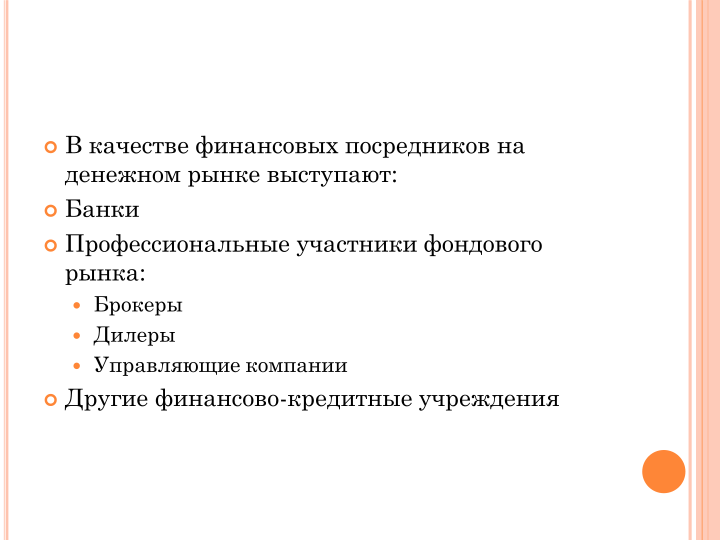 В качестве финансовых посредников на
денежном рынке выступают:
Банки
Профессиональные участники фондового
рынка:
Брокеры
Дилеры
Управляющие компании
Другие финансово-кредитные учреждения